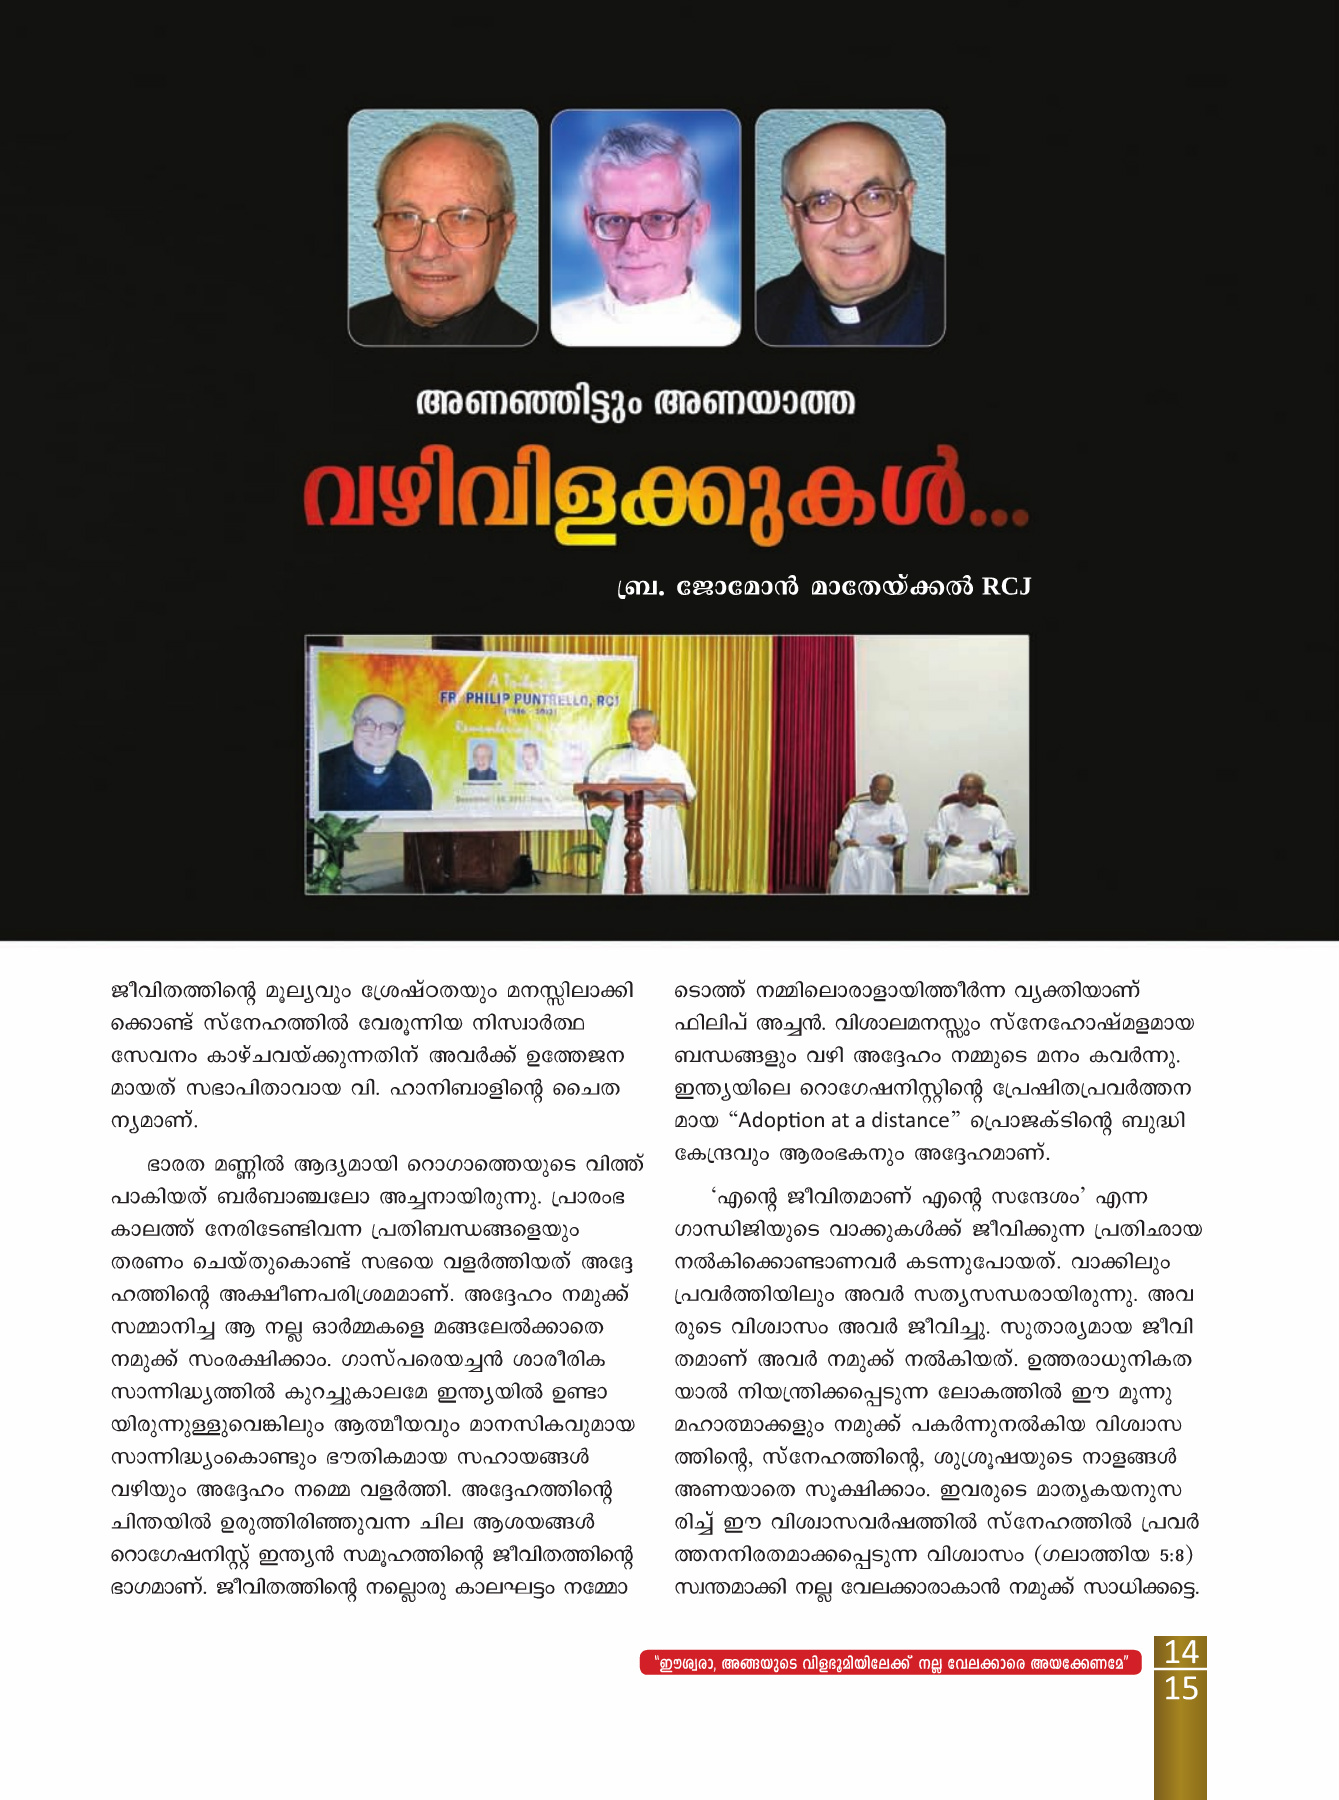 അണഞ്ഞിട്ടും അണയാത്ത
വഴിവിളക്കുകൾ...
ബ്ര. ജോമോൻ മാതേയ്ക്കൽ RCJ
A Tribute to
FR. PHILIP PUNTRELLO, RCJ
ജീവിതത്തിന്റെ മൂല്യവും ശ്രേഷ്ഠതയും മനസ്സിലാക്കി
ക്കൊണ്ട് സ്നേഹത്തിൽ വേരൂന്നിയ നിസ്വാർത്ഥ
സേവനം കാഴ്ചവയ്ക്കുന്നതിന് അവർക്ക് ഉത്തേജന
മായത് സഭാപിതാവായ വി. ഹാനിബാളിന്റെ ചൈത
ന്യമാണ്.
ഭാരത മണ്ണിൽ ആദ്യമായി റൊഗാത്തെയുടെ വിത്ത്
പാകിയത് ബർബാഞ്ചലോ അച്ചനായിരുന്നു. പ്രാരംഭ
കാലത്ത് നേരിടേണ്ടിവന്ന പ്രതിബന്ധങ്ങളെയും
തരണം ചെയ്തുകൊണ്ട് സഭയെ വളർത്തിയത് അദ്ദേ
ഹത്തിന്റെ അക്ഷീണപരിശ്രമമാണ്. അദ്ദേഹം നമുക്ക്
സമ്മാനിച്ച ആ നല്ല ഓർമ്മകളെ മങ്ങലേൽക്കാതെ
നമുക്ക് സംരക്ഷിക്കാം. ഗാസ്പരെയച്ചൻ ശാരീരിക
സാന്നിദ്ധ്യത്തിൽ കുറച്ചുകാലമേ ഇന്ത്യയിൽ ഉണ്ടാ
യിരുന്നുള്ളുവെങ്കിലും ആത്മീയവും മാനസികവുമായ
സാന്നിദ്ധ്യംകൊണ്ടും ഭൗതികമായ സഹായങ്ങൾ
വഴിയും അദ്ദേഹം നമ്മെ വളർത്തി. അദ്ദേഹത്തിന്റെ
ചിന്തയിൽ ഉരുത്തിരിഞ്ഞുവന്ന ചില ആശയങ്ങൾ
റൊഗേഷനിസ്റ്റ് ഇന്ത്യൻ സമൂഹത്തിന്റെ ജീവിതത്തിന്റെ
ഭാഗമാണ്. ജീവിതത്തിന്റെ നല്ലൊരു കാലഘട്ടം നമ്മോ
ടൊത്ത് നമ്മിലൊരാളായിത്തീർന്ന വ്യക്തിയാണ്
ഫിലിപ് അച്ചൻ. വിശാലമനസ്സും സ്നേഹോഷ്മളമായ
ബന്ധങ്ങളും വഴി അദ്ദേഹം നമ്മുടെ മനം കവർന്നു.
ഇന്ത്യയിലെ റൊഗേഷനിസ്റ്റിന്റെ പ്രേഷിതപ്രവർത്തന
മായ “Adoption at a distance” പ്രൊജക്ടിന്റെ ബുദ്ധി
കേന്ദ്രവും ആരംഭകനും അദ്ദേഹമാണ്.
‘എന്റെ ജീവിതമാണ് എന്റെ സന്ദേശം’ എന്ന
ഗാന്ധിജിയുടെ വാക്കുകൾക്ക് ജീവിക്കുന്ന പ്രതിഛായ
നൽകിക്കൊണ്ടാണവർ കടന്നുപോയത്. വാക്കിലും
പ്രവർത്തിയിലും അവർ സത്യസന്ധരായിരുന്നു. അവ
രുടെ വിശ്വാസം അവർ ജീവിച്ചു. സുതാര്യമായ ജീവി
തമാണ് അവർ നമുക്ക് നൽകിയത്. ഉത്തരാധുനികത
യാൽ നിയന്ത്രിക്കപ്പെടുന്ന ലോകത്തിൽ ഈ മൂന്നു
മഹാത്മാക്കളും നമുക്ക് പകർന്നുനൽകിയ വിശ്വാസ
ത്തിന്റെ, സ്നേഹത്തിന്റെ, ശുശ്രൂഷയുടെ നാളങ്ങൾ
അണയാതെ സൂക്ഷിക്കാം. ഇവരുടെ മാതൃകയനുസ
രിച്ച് ഈ വിശ്വാസവർഷത്തിൽ സ്നേഹത്തിൽ പ്രവർ
ത്തനനിരതമാക്കപ്പെടുന്ന വിശ്വാസം (ഗലാത്തിയ 5:8)
സ്വന്തമാക്കി നല്ല വേലക്കാരാകാൻ നമുക്ക് സാധിക്കട്ടെ.
“ഈശ്വരാ, അങ്ങയുടെ വിളഭൂമിയിലേക്ക് നല്ല വേലക്കാരെ അയക്കേണമേ”
14
15